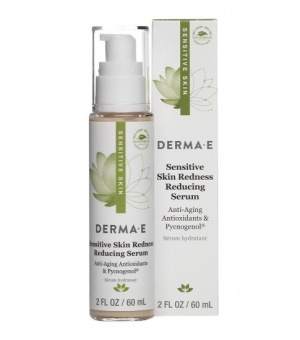 SENSITIVE SKIN
DERMA·E
Sensitive Skin Redness
Reducing Serum
Anti-Aging Antioxidants
& Pycnogenol®
Sérum hydratant
2 FL OZ / 60 mL
SENSITIVE SKIN
DERMA·E
Sensitive
Skin Redness
Reducing
Serum
Anti-Aging
Antioxidants &
Pycnogenol®
Sérum hydratant
2 FL OZ / 60 mL